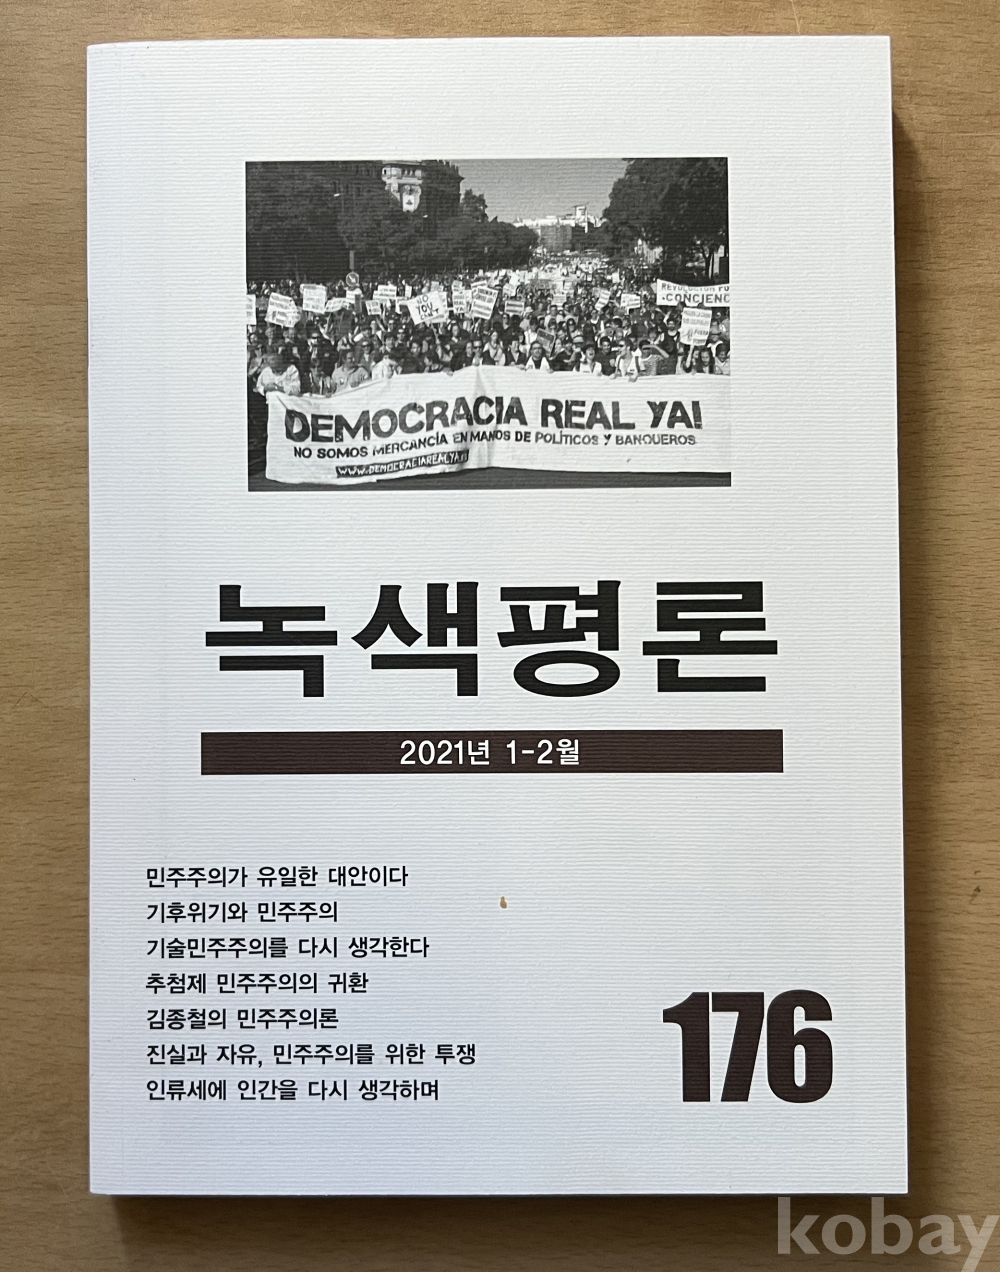 REVOLUCION
CONCIENC
DEMOCRACIA REAL YA!
NO SOMOS MERCANCÍA EN MANOS DE POLÍTICOS Y BANQUEROS
WWW.DEMOCRACIAREALYA.
녹색평론
2021년 1-2월
민주주의가 유일한 대안이다
기후위기와 민주주의
기술민주주의를 다시 생각한다
추첨제 민주주의의 귀환
김종철의 민주주의론
진실과 자유, 민주주의를 위한 투쟁
인류세에 인간을 다시 생각하며
176
kobay